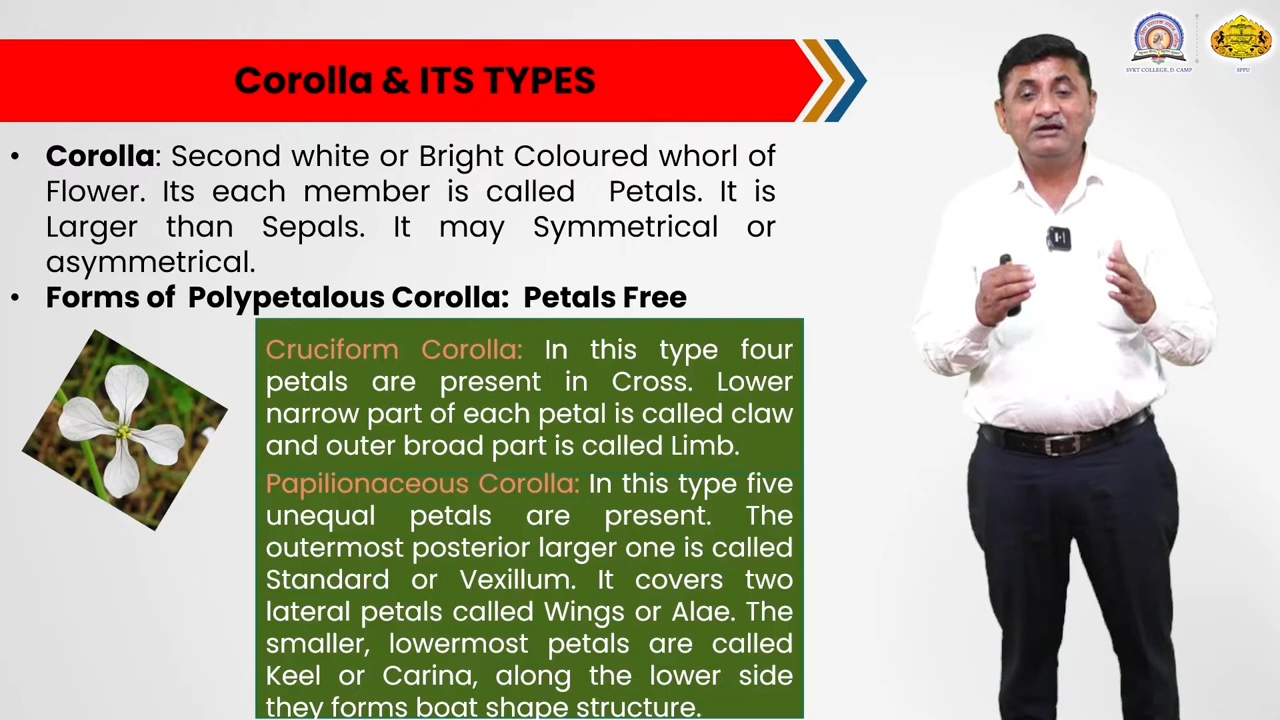 Corolla & ITS TYPES
SVKT COLLEGE, D. CAMP
SPPU
• Corolla: Second white or Bright Coloured whorl of
Flower. Its each member is called Petals. It is
Larger than Sepals. It may Symmetrical or
asymmetrical.
• Forms of Polypetalous Corolla: Petals Free
Cruciform Corolla: In this type four
petals are present in Cross. Lower
narrow part of each petal is called claw
and outer broad part is called Limb.
Papilionaceous Corolla: In this type five
unequal petals are present. The
outermost posterior larger one is called
Standard or Vexillum. It covers two
lateral petals called Wings or Alae. The
smaller, lowermost petals are called
Keel or Carina, along the lower side
they forms boat shape structure.